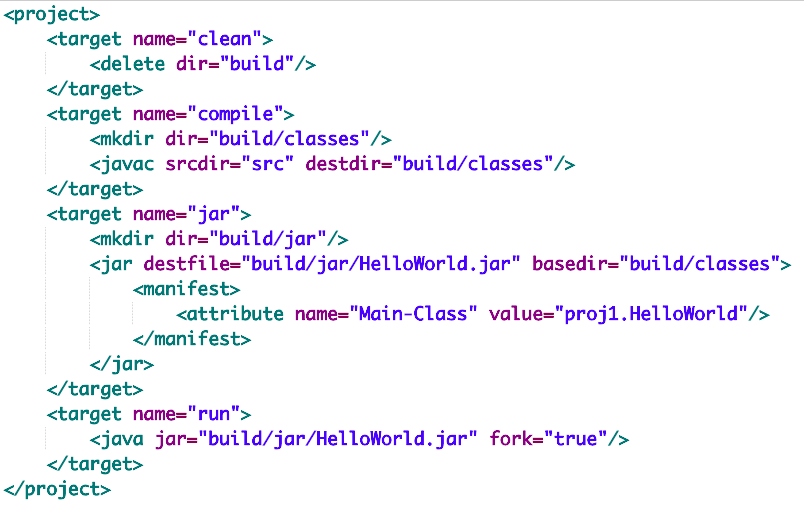 <project>
    <target name="clean">
        <delete dir="build"/>
    </target>
    <target name="compile">
        <mkdir dir="build/classes"/>
        <javac srcdir="src" destdir="build/classes"/>
    </target>
    <target name="jar">
        <mkdir dir="build/jar"/>
        <jar destfile="build/jar/HelloWorld.jar" basedir="build/classes">
            <manifest>
                <attribute name="Main-Class" value="proj1.HelloWorld"/>
            </manifest>
        </jar>
    </target>
    <target name="run">
        <java jar="build/jar/HelloWorld.jar" fork="true"/>
    </target>
</project>